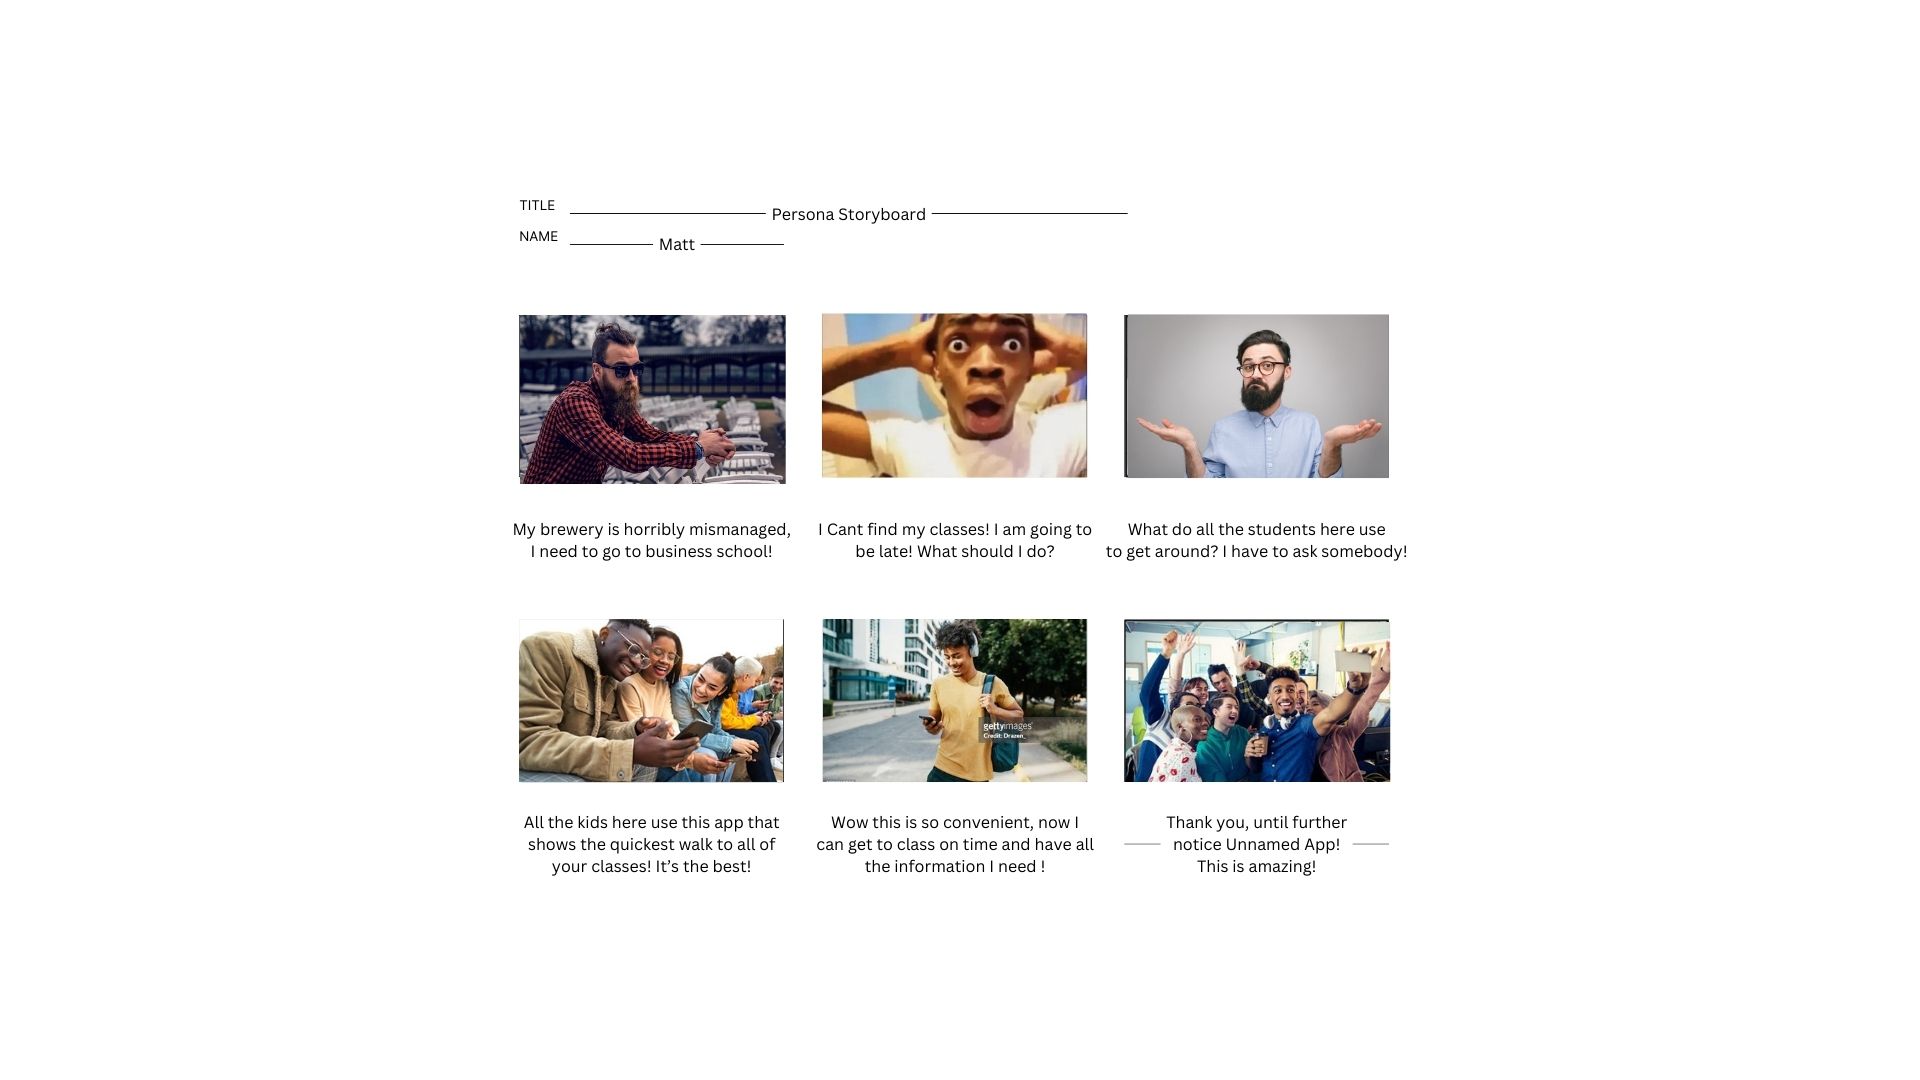 TITLE
Persona Storyboard
NAME
Matt
My brewery is horribly mismanaged,
I need to go to business school!
I Cant find my classes! I am going to
be late! What should I do?
What do all the students here use
to get around? I have to ask somebody!
gettyimages
Credit: Drazen_
All the kids here use this app that
shows the quickest walk to all of
your classes! It’s the best!
Wow this is so convenient, now I
can get to class on time and have all
the information I need !
Thank you, until further
notice Unnamed App!
This is amazing!